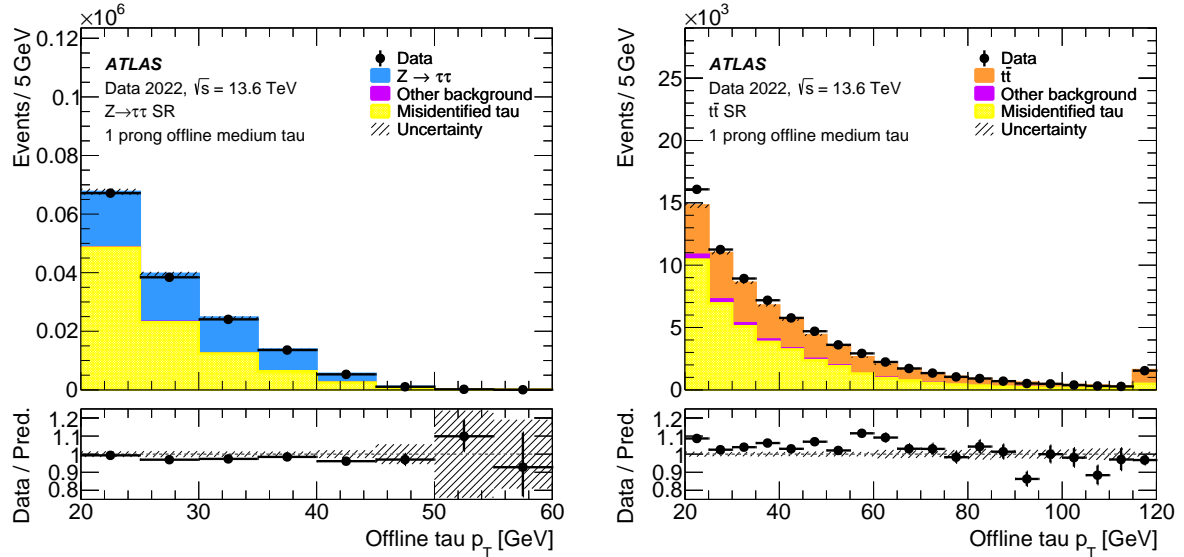 ×10⁶
Events / 5 GeV
0.12
0.1
0.08
0.06
0.04
0.02
0
ATLAS
Data 2022, √s = 13.6 TeV
Z→ττ SR
1 prong offline medium tau
Data
Z → ττ
Other background
Misidentified tau
Uncertainty
Data / Pred.
1.2
1.1
1
0.9
0.8
20 30 40 50 60
Offline tau p_T [GeV]
×10³
Events / 5 GeV
25
20
15
10
5
0
ATLAS
Data 2022, √s = 13.6 TeV
tt̄ SR
1 prong offline medium tau
Data
tt̄
Other background
Misidentified tau
Uncertainty
Data / Pred.
1.2
1.1
1
0.9
0.8
20 40 60 80 100 120
Offline tau p_T [GeV]